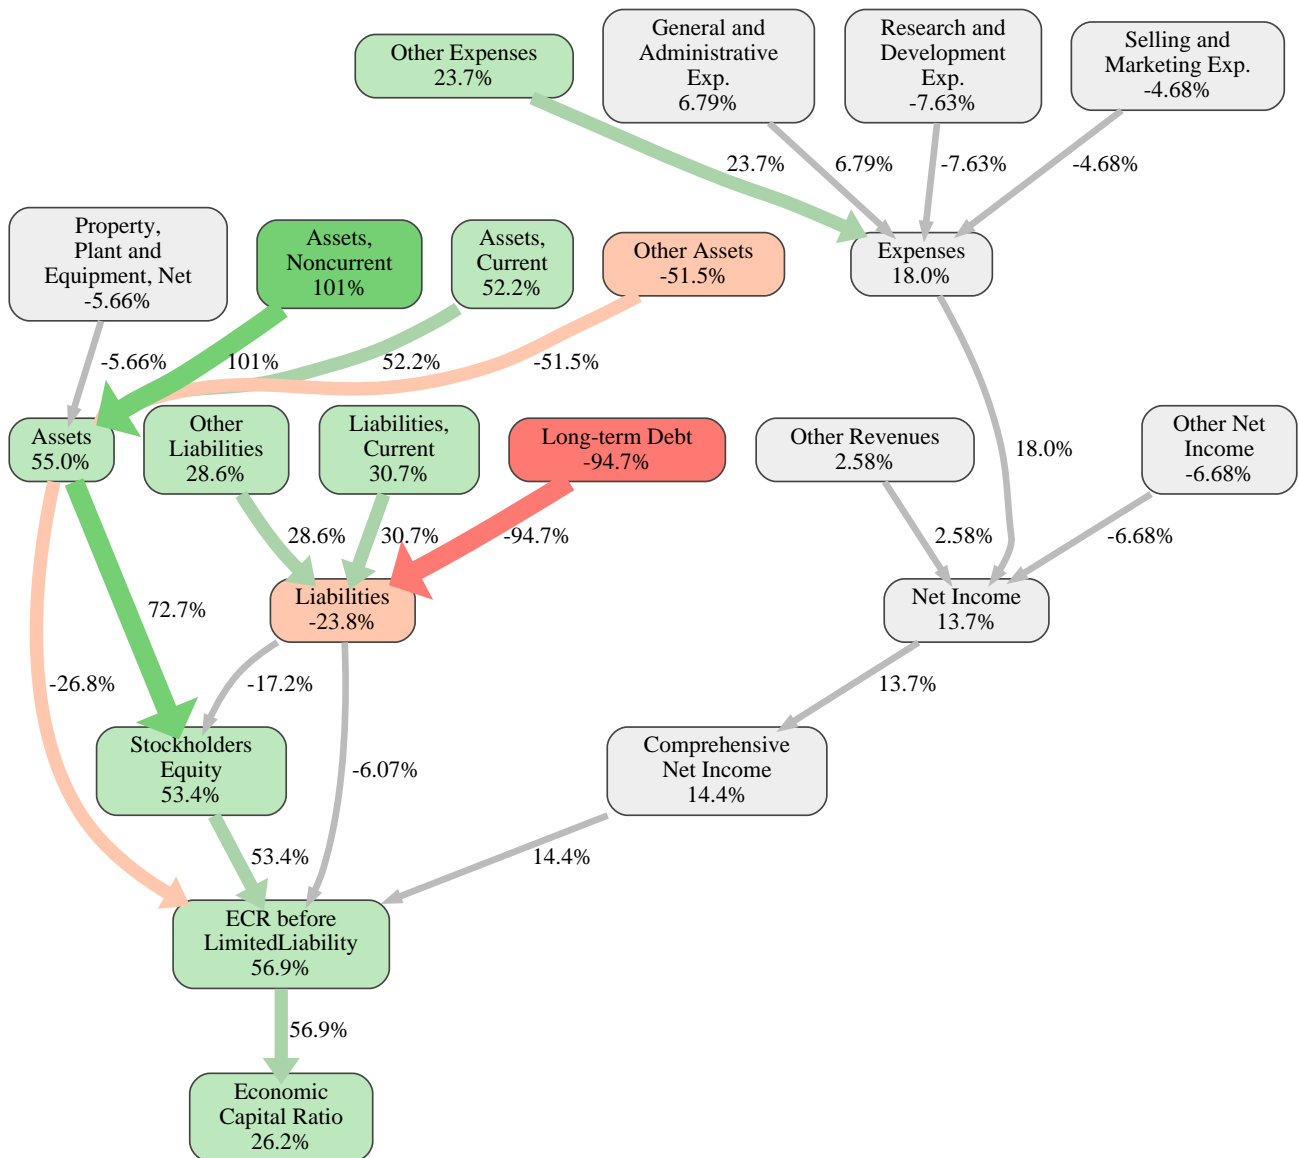 Other Expenses
23.7%
General and
Administrative
Exp.
6.79%
Research and
Development
Exp.
-7.63%
Selling and
Marketing Exp.
-4.68%
23.7%
6.79%
-7.63%
-4.68%
Property,
Plant and
Equipment, Net
-5.66%
Assets,
Noncurrent
101%
Assets,
Current
52.2%
Other Assets
-51.5%
Expenses
18.0%
-5.66%
101%
52.2%
-51.5%
Assets
55.0%
Other
Liabilities
28.6%
Liabilities,
Current
30.7%
Long-term Debt
-94.7%
Other Revenues
2.58%
18.0%
Other Net
Income
-6.68%
28.6%
30.7%
-94.7%
2.58%
-6.68%
Liabilities
-23.8%
Net Income
13.7%
72.7%
-26.8%
-17.2%
13.7%
Stockholders
Equity
53.4%
-6.07%
Comprehensive
Net Income
14.4%
53.4%
14.4%
ECR before
LimitedLiability
56.9%
56.9%
Economic
Capital Ratio
26.2%